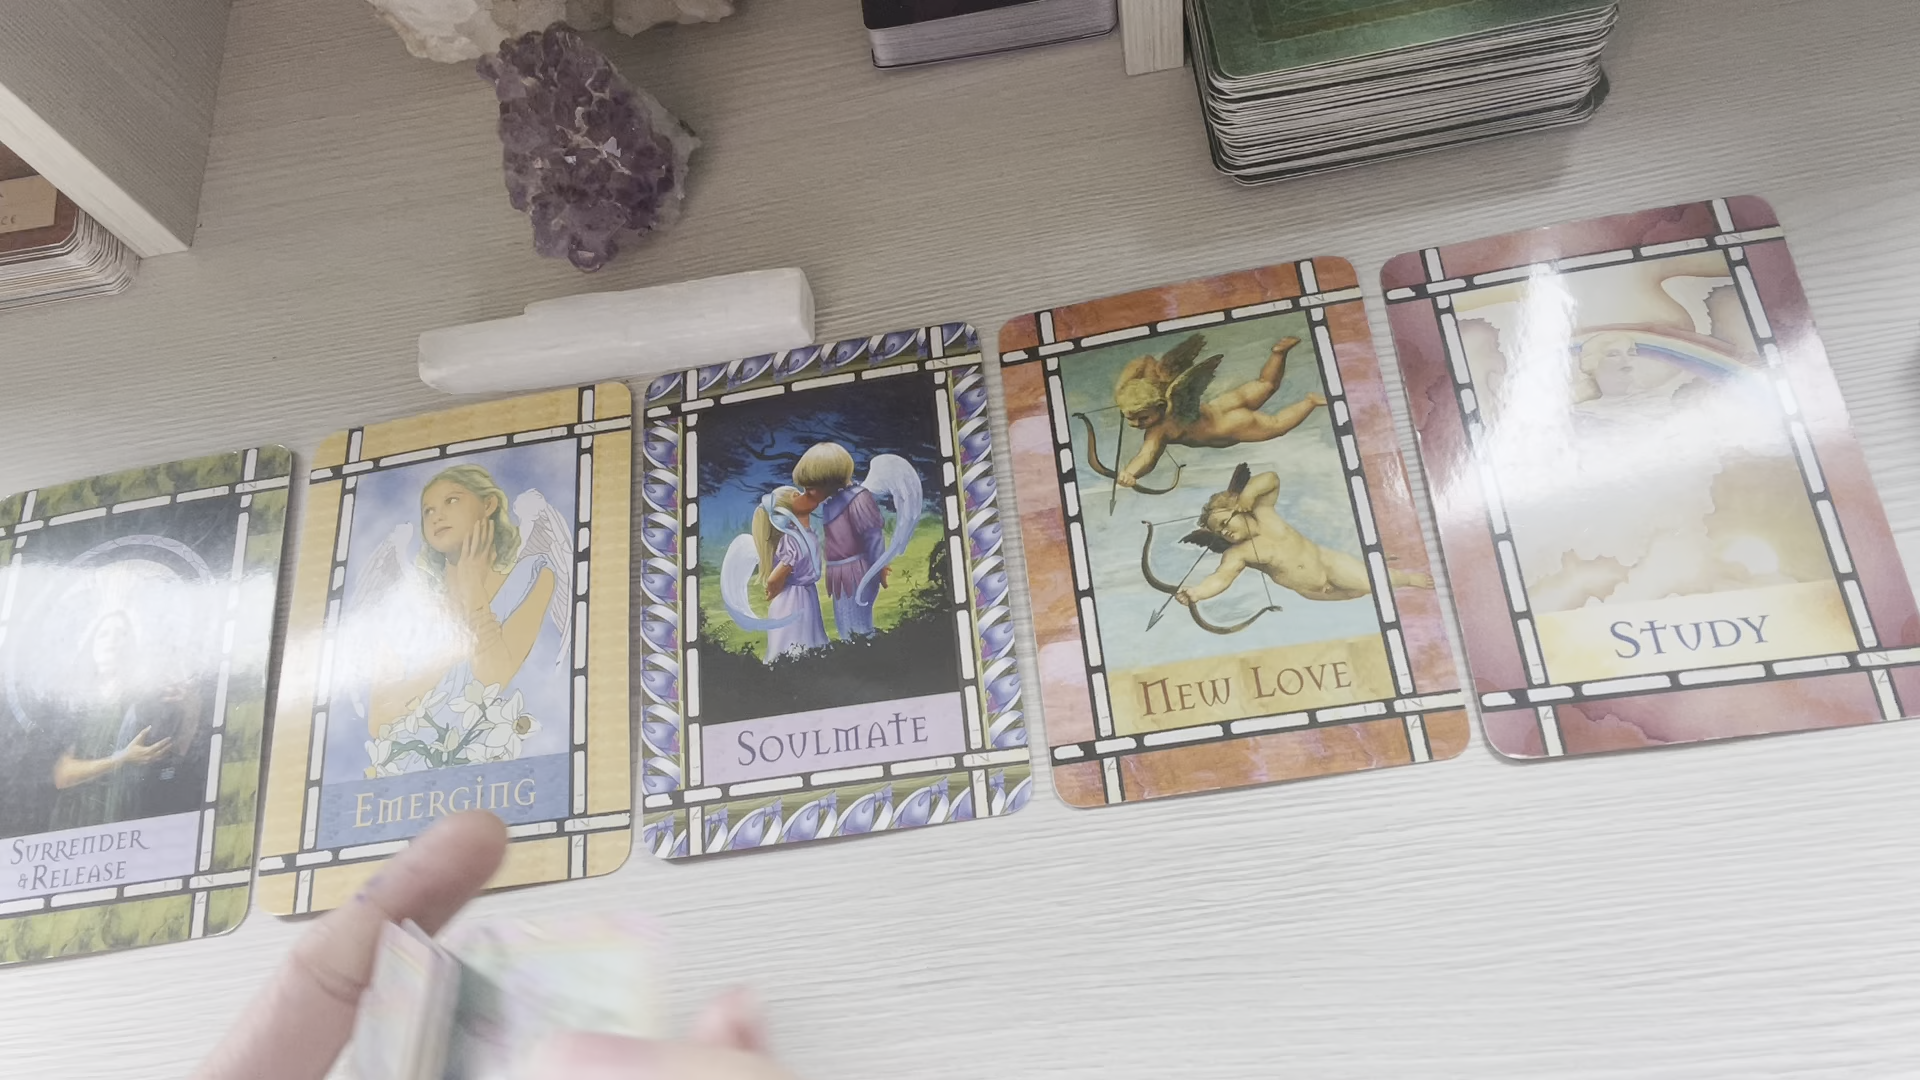 SURRENDER
& RELEASE
EMERGING
SOULMATE
NEW LOVE
STUDY